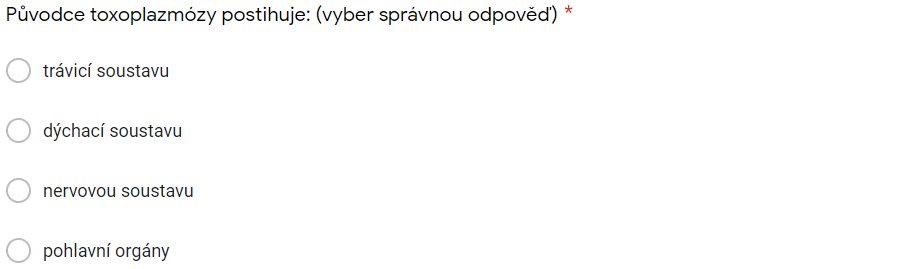 Původce toxoplazmózy postihuje: (vyber správnou odpověď) *
trávicí soustavu
dýchací soustavu
nervovou soustavu
pohlavní orgány